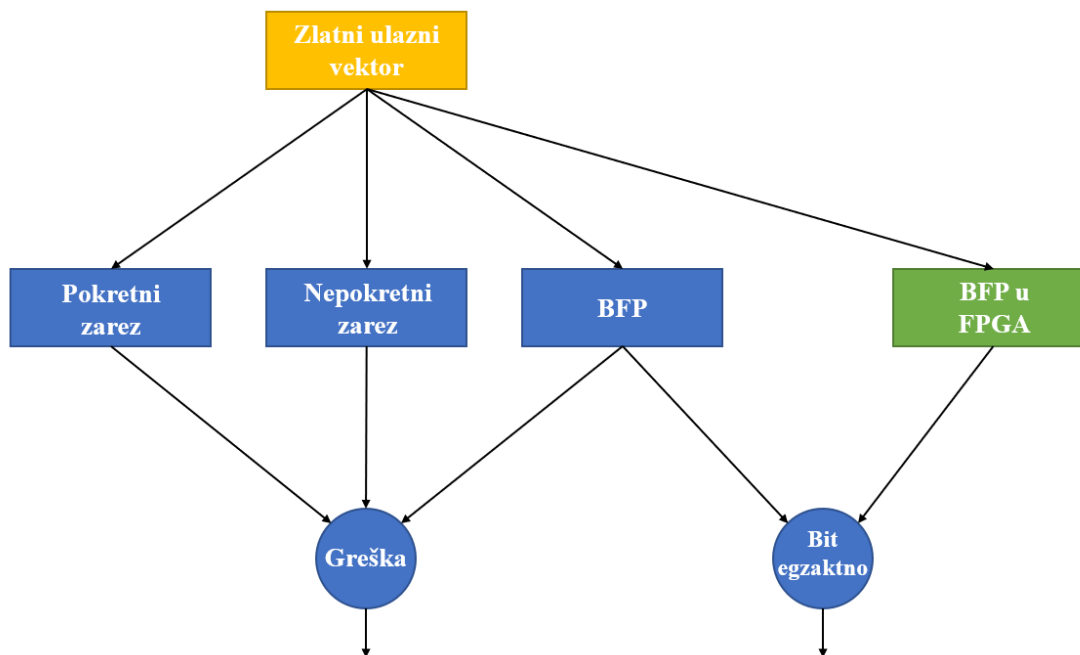 Zlatni ulazni
vektor
Pokretni
zarez
Nepokretni
zarez
BFP
BFP u
FPGA
Greška
Bit
egzaktno